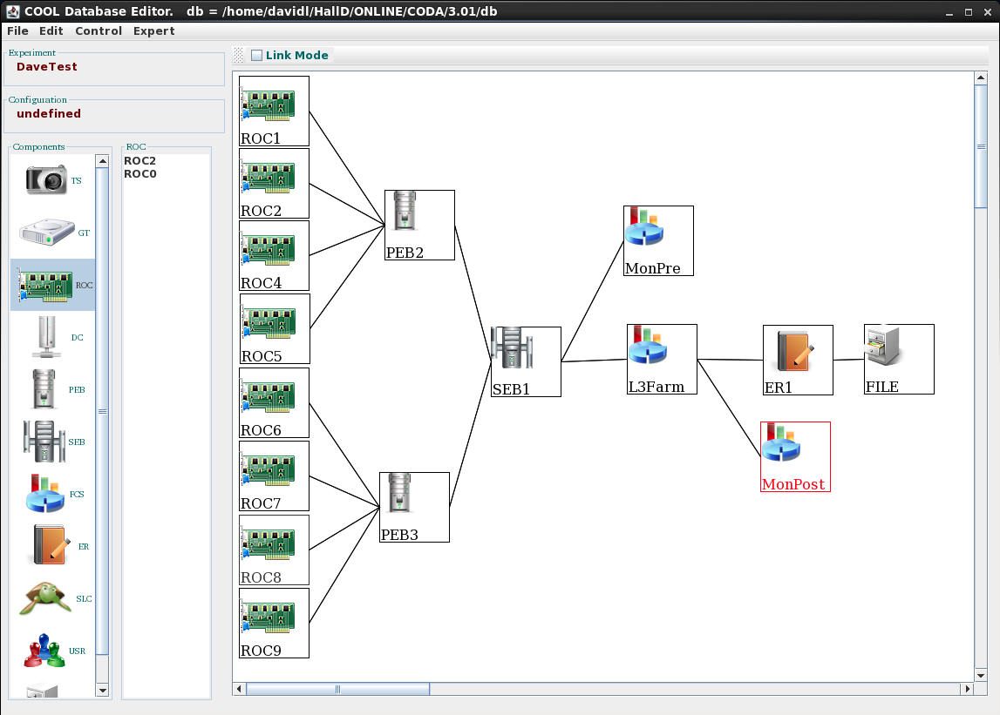 COOL Database Editor.   db = /home/davidl/HallD/ONLINE/CODA/3.01/db
File Edit Control Expert
Experiment
DaveTest
Configuration
undefined
Components
TS
GT
ROC
DC
PEB
SEB
FCS
ER
SLC
USR
ROC
ROC2
ROC0
Link Mode
ROC1
ROC2
ROC4
ROC5
ROC6
ROC7
ROC8
ROC9
PEB2
PEB3
SEB1
MonPre
L3Farm
ER1
FILE
MonPost